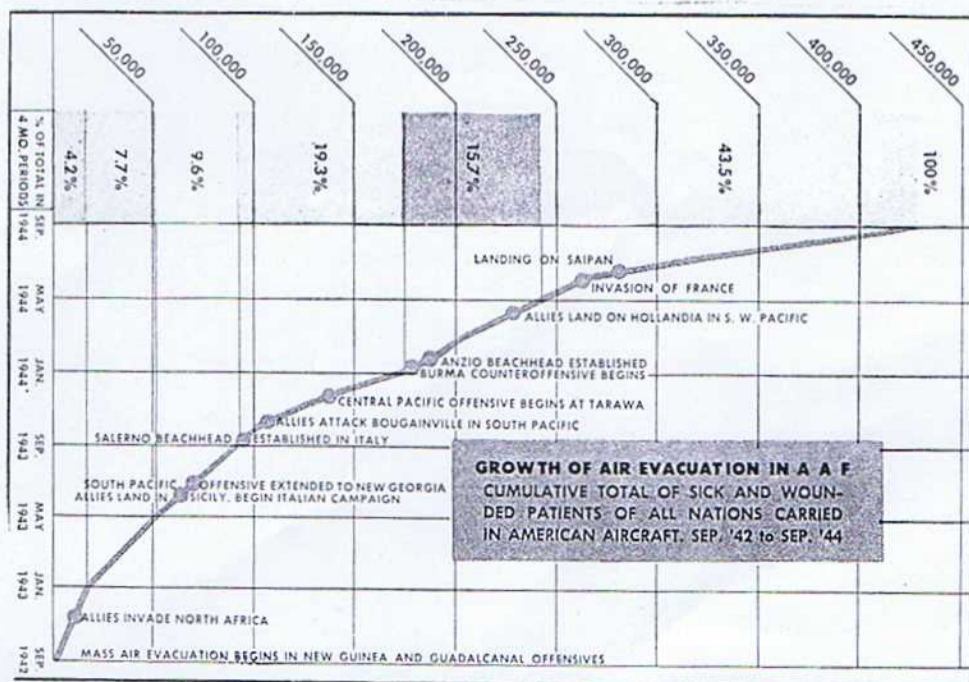 50,000
100,000
150,000
200,000
250,000
300,000
350,000
400,000
450,000
% OF TOTAL IN
4 MO. PERIODS
4.2%
7.7%
9.6%
19.3%
15.7%
43.5%
100%
SEP.
1944
LANDING ON SAIPAN
INVASION OF FRANCE
MAY
1944
ALLIES LAND ON HOLLANDIA IN S. W. PACIFIC
ANZIO BEACHHEAD ESTABLISHED
JAN.
1944
BURMA COUNTEROFFENSIVE BEGINS
CENTRAL PACIFIC OFFENSIVE BEGINS AT TARAWA
ALLIES ATTACK BOUGAINVILLE IN SOUTH PACIFIC
SEP.
1943
SALERNO BEACHHEAD ESTABLISHED IN ITALY
SOUTH PACIFIC OFFENSIVE EXTENDED TO NEW GEORGIA
ALLIES LAND IN SICILY. BEGIN ITALIAN CAMPAIGN
MAY
1943
GROWTH OF AIR EVACUATION IN A A F
CUMULATIVE TOTAL OF SICK AND WOUN-
DED PATIENTS OF ALL NATIONS CARRIED
IN AMERICAN AIRCRAFT. SEP. '42 to SEP. '44
JAN.
1943
ALLIES INVADE NORTH AFRICA
SEP.
1942
MASS AIR EVACUATION BEGINS IN NEW GUINEA AND GUADALCANAL OFFENSIVES